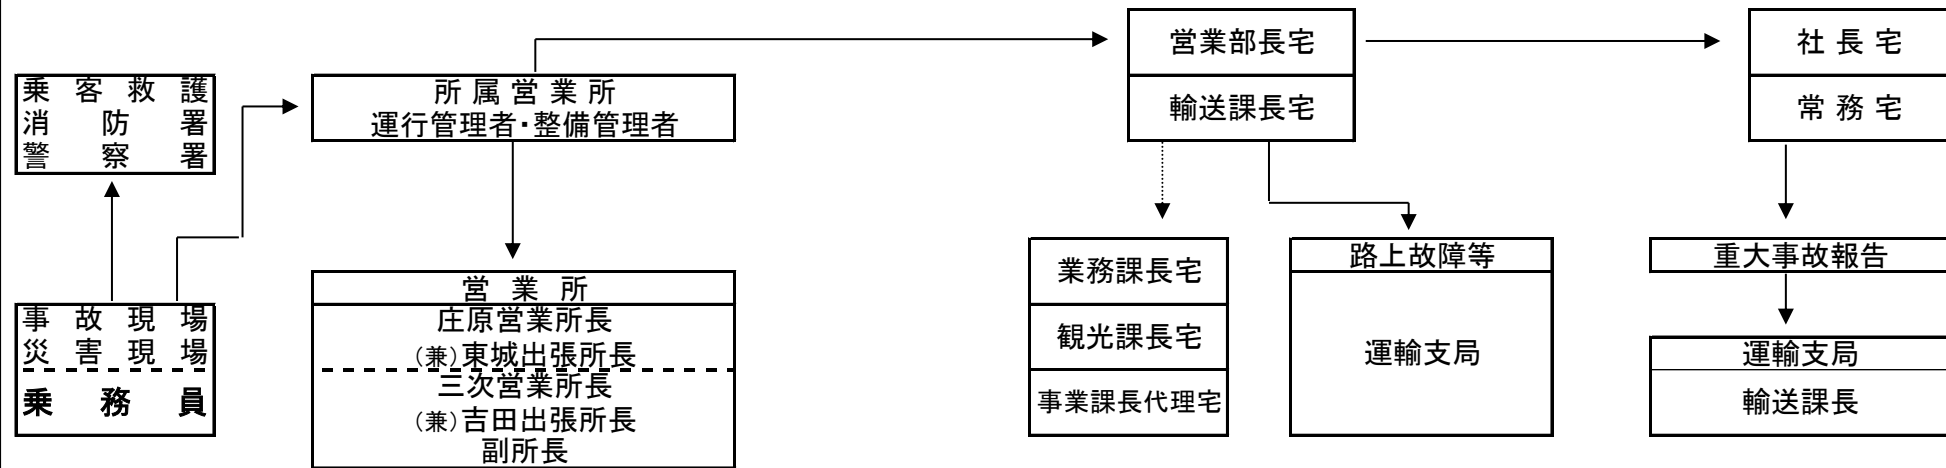 乗客救護
消防署
警察署
事故現場
災害現場
乗務員
所属営業所
運行管理者・整備管理者
営業所
庄原営業所長
（兼）東城出張所長
三次営業所長
（兼）吉田出張所長
副所長
営業部長宅
輸送課長宅
業務課長宅
観光課長宅
事業課長代理宅
路上故障等
運輸支局
社長宅
常務宅
重大事故報告
運輸支局
輸送課長